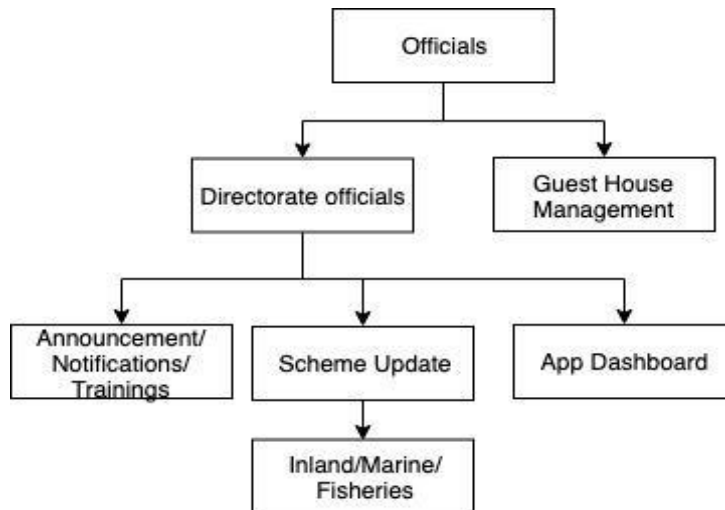 Officials
Directorate officials
Guest House
Management
Announcement/
Notifications/
Trainings
Scheme Update
App Dashboard
Inland/Marine/
Fisheries